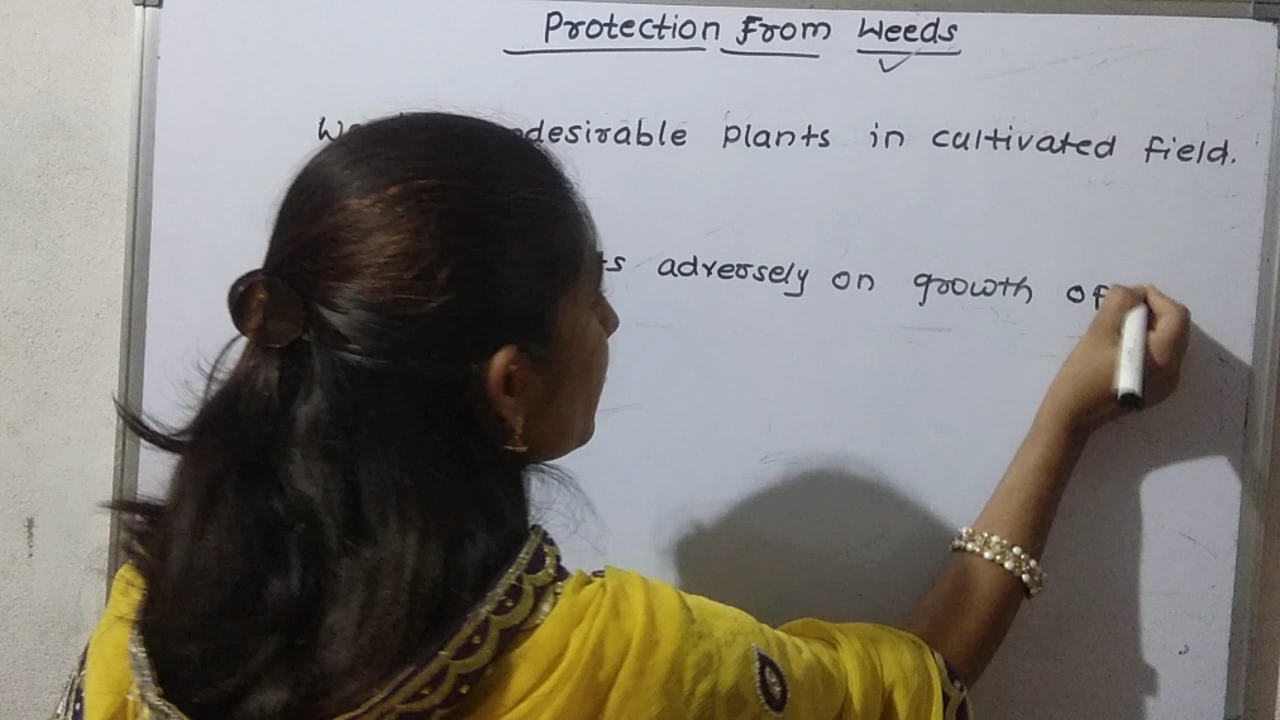 Protection From Weeds
desirable plants in cultivated field.
adversely on growth of